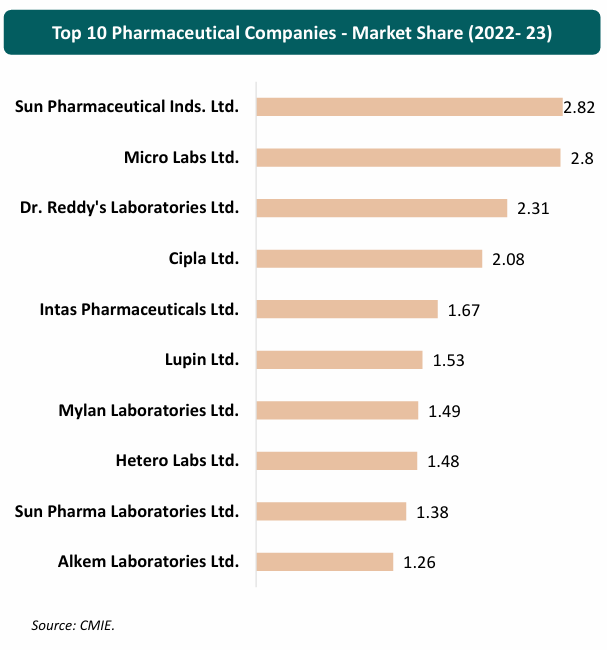 Top 10 Pharmaceutical Companies - Market Share (2022- 23)
Sun Pharmaceutical Inds. Ltd. 2.82
Micro Labs Ltd. 2.8
Dr. Reddy's Laboratories Ltd. 2.31
Cipla Ltd. 2.08
Intas Pharmaceuticals Ltd. 1.67
Lupin Ltd. 1.53
Mylan Laboratories Ltd. 1.49
Hetero Labs Ltd. 1.48
Sun Pharma Laboratories Ltd. 1.38
Alkem Laboratories Ltd. 1.26
Source: CMIE.